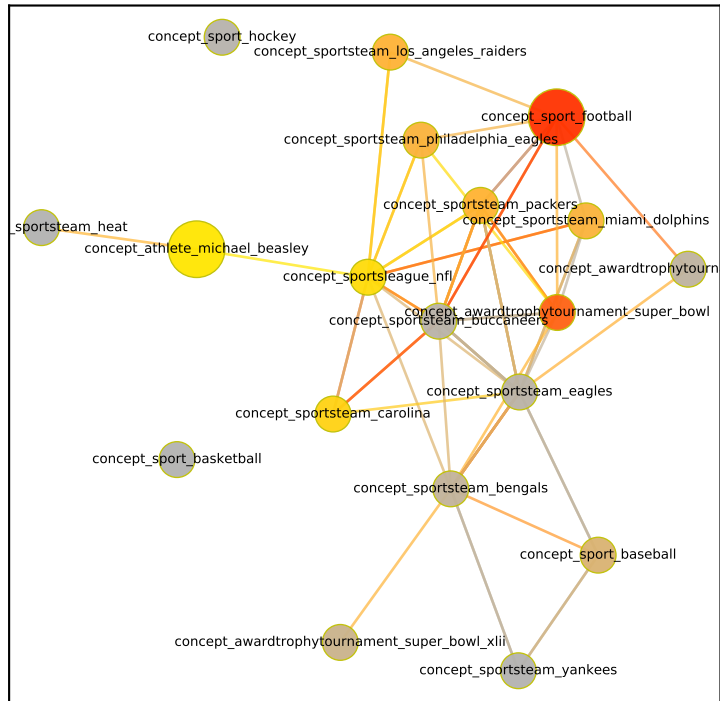 concept_sport_hockey
concept_sportsteam_los_angeles_raiders
concept_sport_football
concept_sportsteam_philadelphia_eagles
concept_sportsteam_packers
concept_sportsteam_miami_dolphins
_sportsteam_heat
concept_athlete_michael_beasley
concept_awardtrophytourn
concept_sportsleague_nfl
concept_awardtrophytournament_super_bowl
concept_sportsteam_buccaneers
concept_sportsteam_eagles
concept_sportsteam_carolina
concept_sport_basketball
concept_sportsteam_bengals
concept_sport_baseball
concept_awardtrophytournament_super_bowl_xlii
concept_sportsteam_yankees